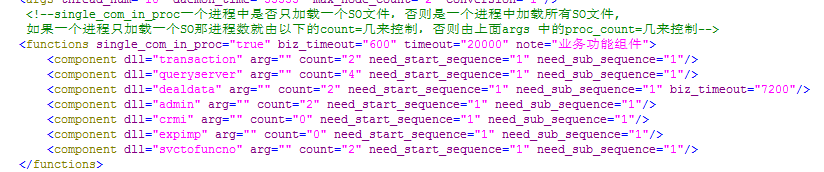 <!--single_com_in_proc一个进程中是否只加载一个SO文件，否则是一个进程中加载所有SO文件，
如果一个进程只加载一个SO那进程数就由以下的count=几来控制，否则由上面args 中的proc_count=几来控制-->
<functions single_com_in_proc="true" biz_timeout="600" timeout="20000" note="业务功能组件">
<component dll="transaction" arg="" count="2" need_start_sequence="1" need_sub_sequence="1"/>
<component dll="queryserver" arg="" count="4" need_start_sequence="1" need_sub_sequence="1"/>
<component dll="dealdata" arg="" count="2" need_start_sequence="1" need_sub_sequence="1" biz_timeout="7200"/>
<component dll="admin" arg="" count="2" need_start_sequence="1" need_sub_sequence="1"/>
<component dll="crmi" arg="" count="0" need_start_sequence="1" need_sub_sequence="1"/>
<component dll="expimp" arg="" count="0" need_start_sequence="1" need_sub_sequence="1"/>
<component dll="svctofuncno" arg="" count="2" need_start_sequence="1" need_sub_sequence="1"/>
</functions>